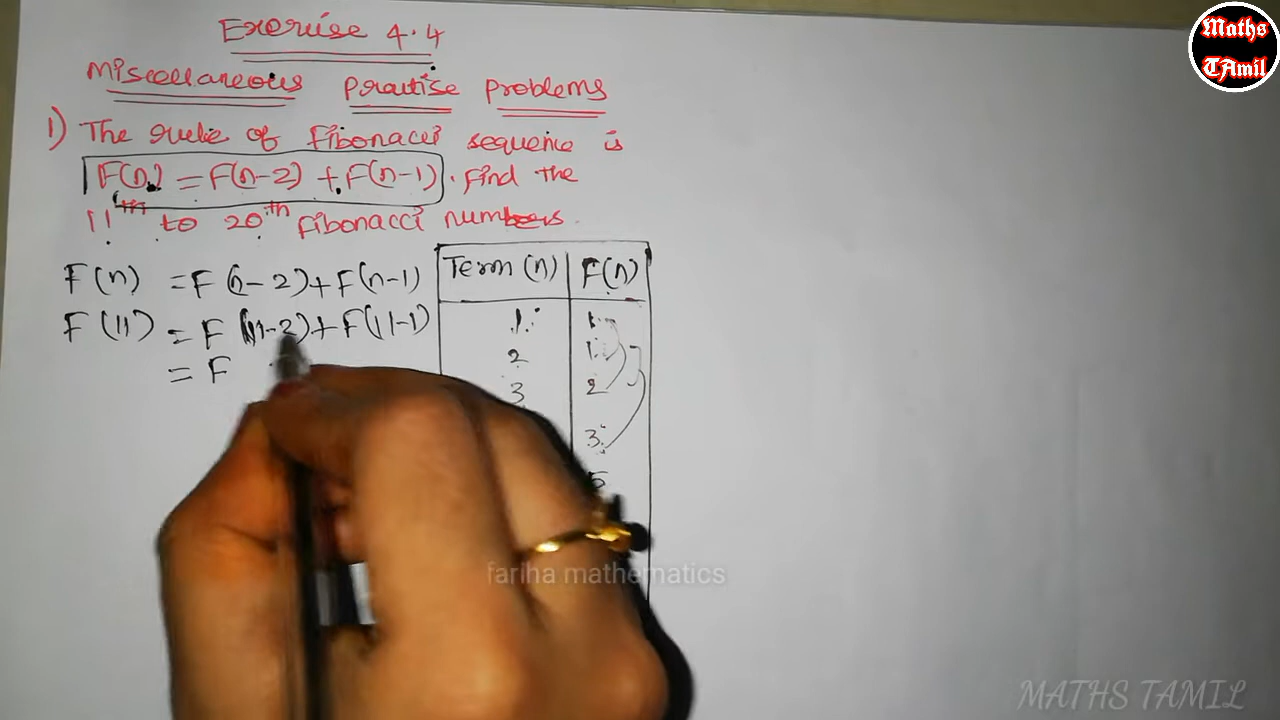 Exercise 4.4
Miscellaneous Practise Problems
1) The rule of Fibonacci sequence is
F(n) = F(n-2) + F(n-1). Find the
11th to 20th Fibonacci numbers.
F(n) = F(n-2)+F(n-1)
F(11) = F(11-2)+F(11-1)
= F
Term (n) F(n)
1. 1
2 1
3 2
3
5
Maths
TAmil
fariha mathematics
MATHS TAMIL